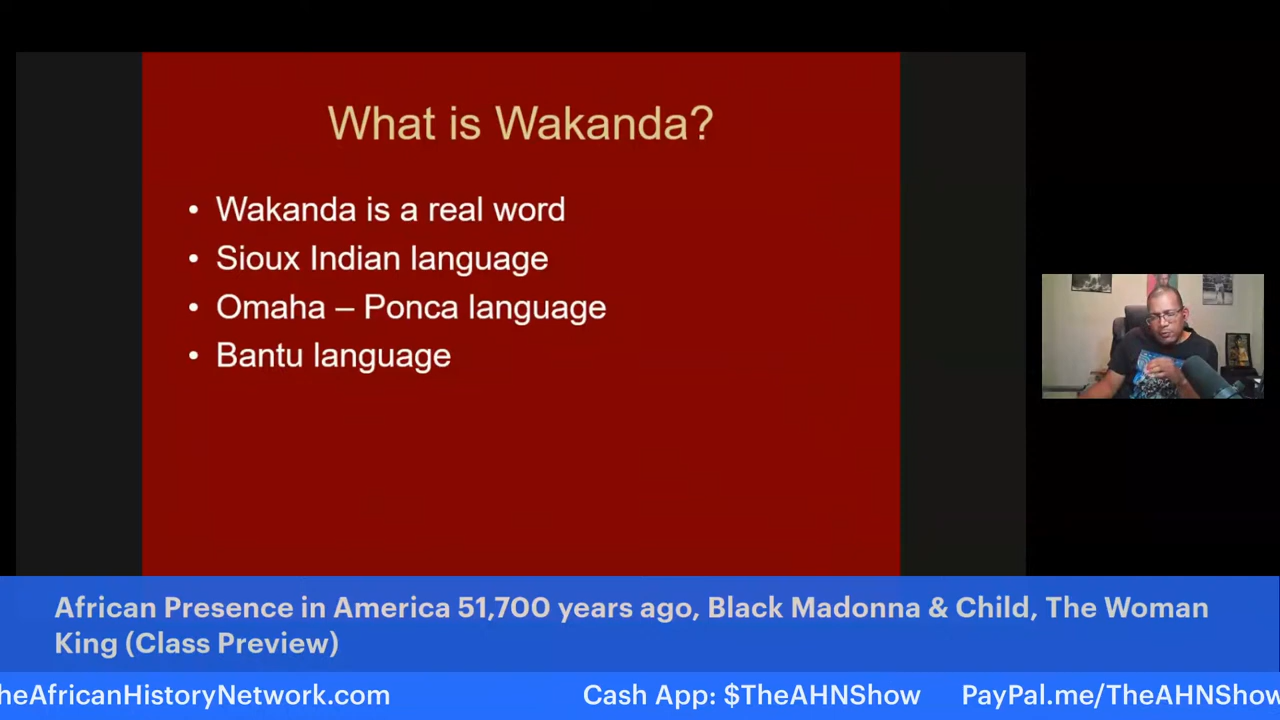 What is Wakanda?
• Wakanda is a real word
• Sioux Indian language
• Omaha – Ponca language
• Bantu language
African Presence in America 51,700 years ago, Black Madonna & Child, The Woman
King (Class Preview)
heAfricanHistoryNetwork.com Cash App: $TheAHNShow PayPal.me/TheAHNShow